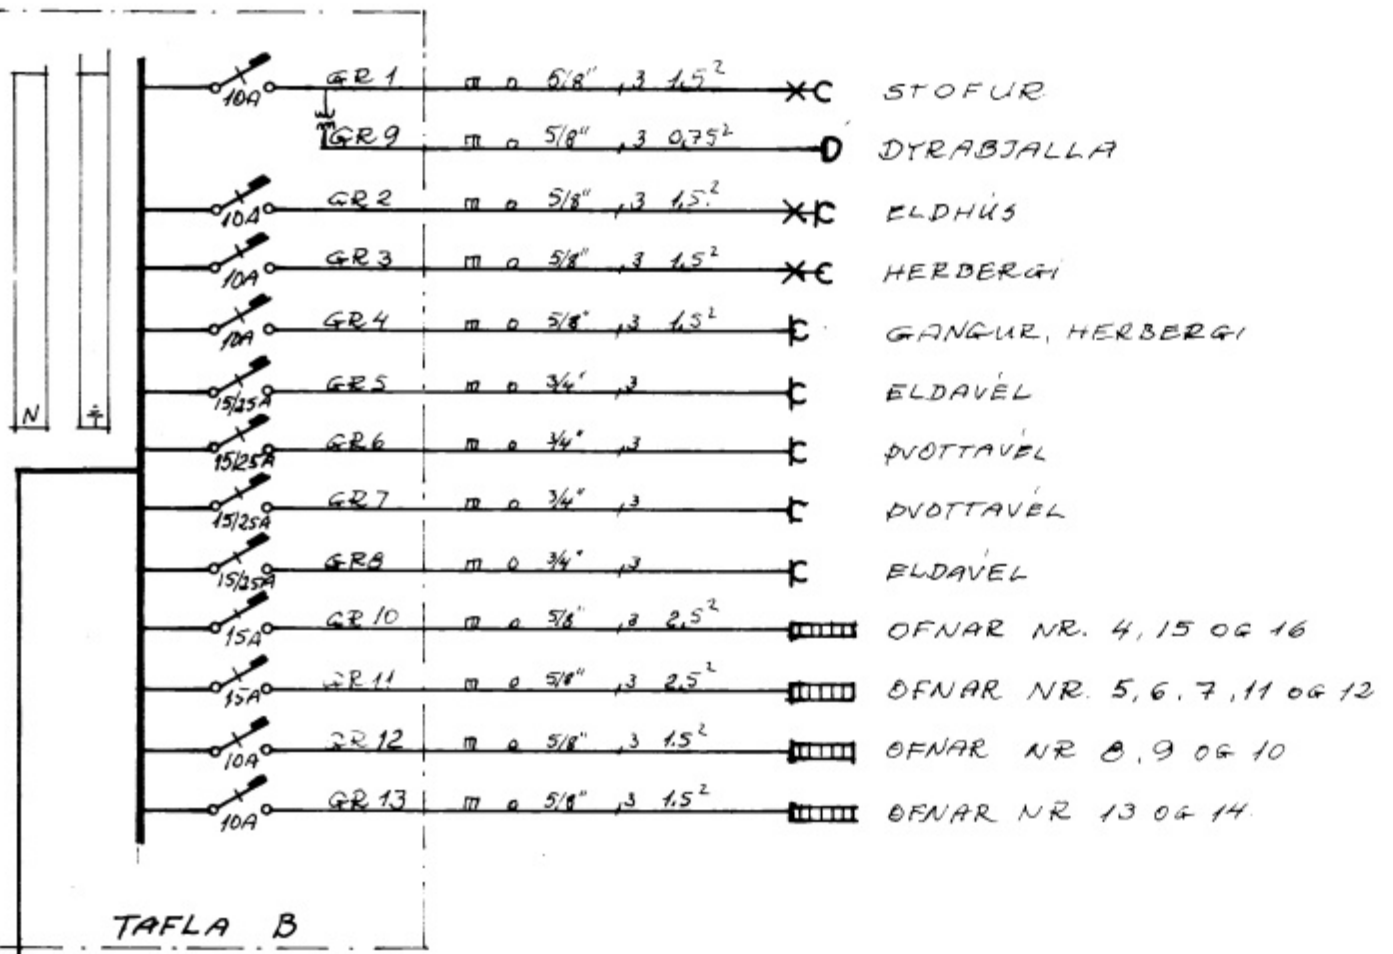 10A GR 1 m o 5/8" ,3 1,5² STOFUR
GR 9 m o 5/8" ,3 0,75² DYRABJALLA
10A GR 2 m o 5/8" ,3 1,5² ELDHÚS
10A GR 3 m o 5/8" ,3 1,5² HERBERGI
10A GR 4 m o 5/8" ,3 1,5² GANGUR, HERBERGI
15/25A GR 5 m o 3/4" ,3 ELDAVÉL
15/25A GR 6 m o 3/4" ,3 ÞVOTTAVÉL
15/25A GR 7 m o 3/4" ,3 ÞVOTTAVÉL
15/25A GR 8 m o 3/4" ,3 ELDAVÉL
15A GR 10 m o 5/8" ,3 2,5² OFNAR NR. 4, 15 OG 16
15A GR 11 m o 5/8" ,3 2,5² OFNAR NR. 5, 6, 7, 11 OG 12
10A GR 12 m o 5/8" ,3 1.5² OFNAR NR 8, 9 OG 10
10A GR 13 m o 5/8" ,3 1.5² OFNAR NR 13 OG 14.
N
TAFLA B